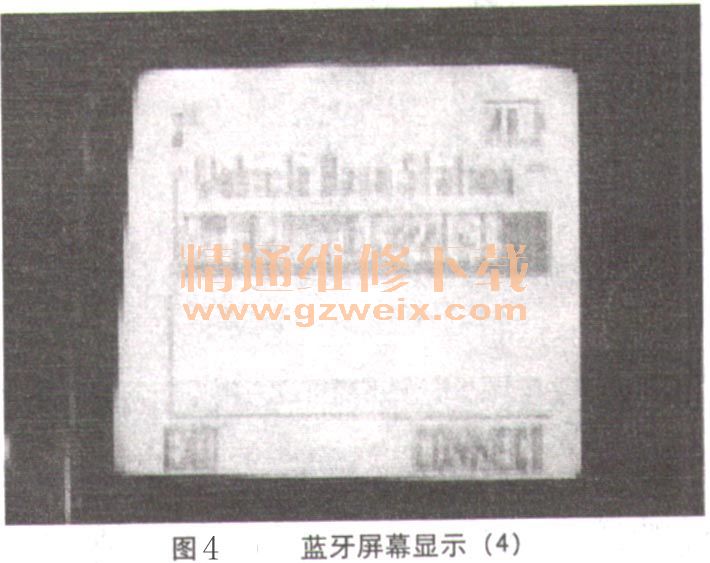 Vehicle Base Station
精通维修下载
www.gzweix.com
EXIT
CONNECT
图4 蓝牙屏幕显示(4)